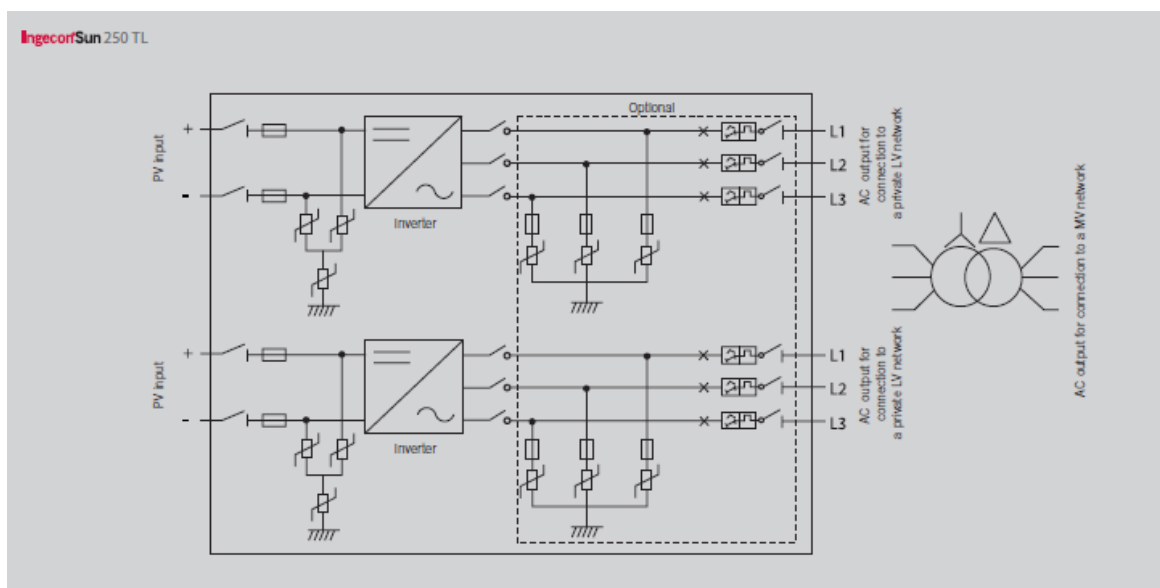 IngeconSun 250 TL
Optional
PV input
+
-
Inverter
L1
L2
L3
AC output for
connection to
a private LV network
PV input
+
-
Inverter
L1
L2
L3
AC output for
connection to
a private LV network
AC output for connection to a MV network